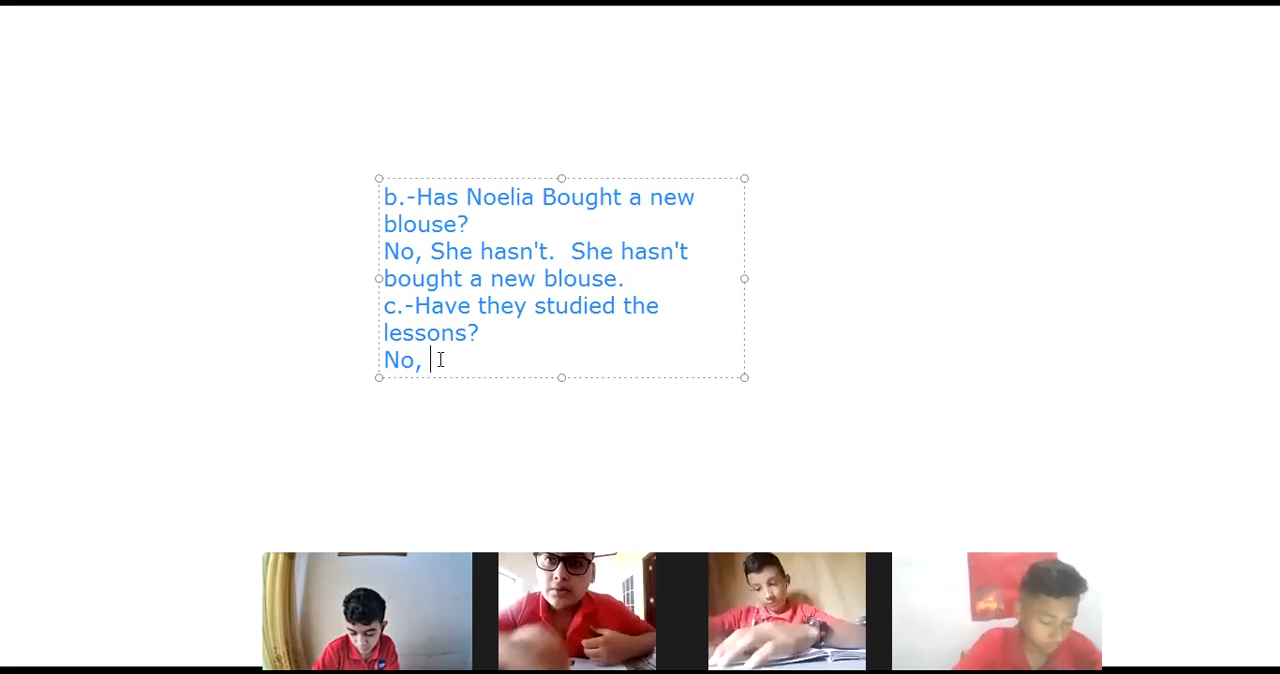 b.-Has Noelia Bought a new
blouse?
No, She hasn't.  She hasn't
bought a new blouse.
c.-Have they studied the
lessons?
No,